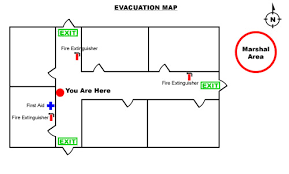 EVACUATION MAP
N
EXIT
Fire Extinguisher
Marshal
Area
Fire Extinguisher
EXIT
You Are Here
First Aid
Fire Extinguisher
EXIT